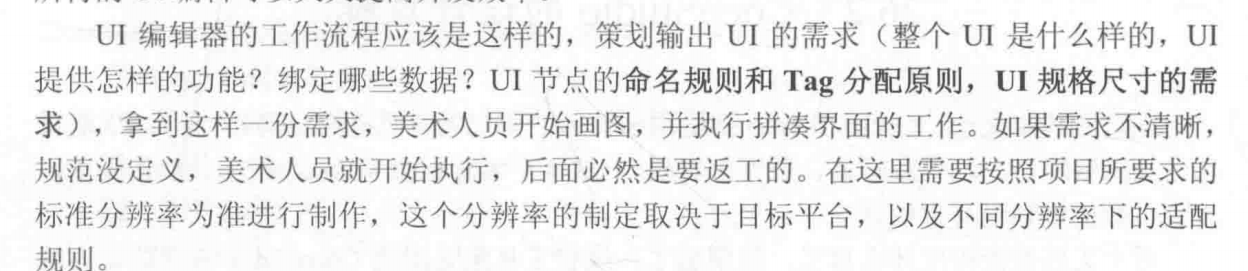 UI 编辑器的工作流程应该是这样的，策划输出 UI 的需求（整个 UI 是什么样的，UI
提供怎样的功能？绑定哪些数据？UI 节点的命名规则和 Tag 分配原则，UI 规格尺寸的需
求），拿到这样一份需求，美术人员开始画图，并执行拼凑界面的工作。如果需求不清晰，
规范没定义，美术人员就开始执行，后面必然是要返工的。在这里需要按照项目所要求的
标准分辨率为准进行制作，这个分辨率的制定取决于目标平台，以及不同分辨率下的适配
规则。